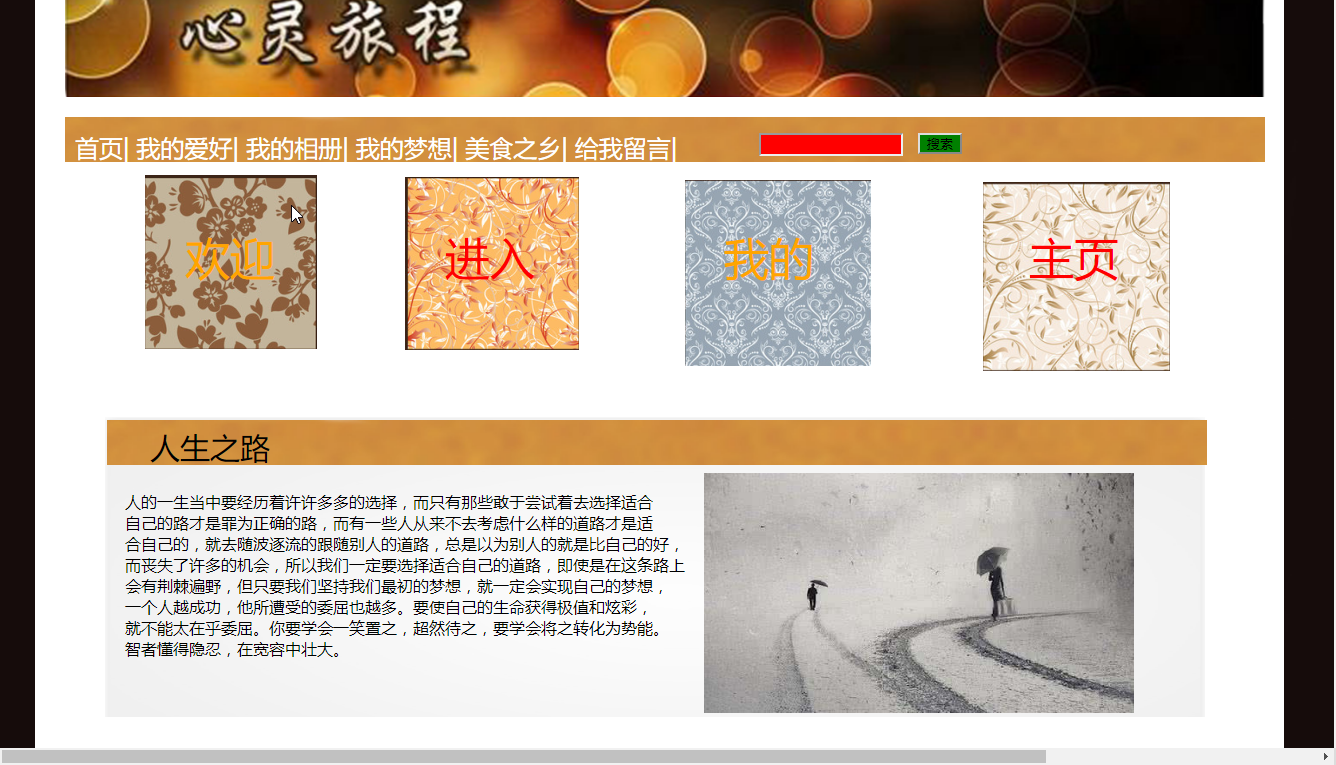 心灵旅程
首页| 我的爱好| 我的相册| 我的梦想| 美食之乡| 给我留言|
搜索
欢迎
进入
我的
主页
人生之路
人的一生当中要经历着许许多多的选择，而只有那些敢于尝试着去选择适合
自己的路才是罪为正确的路，而有一些人从来不去考虑什么样的道路才是适
合自己的，就去随波逐流的跟随别人的道路，总是以为别人的就是比自己的好，
而丧失了许多的机会，所以我们一定要选择适合自己的道路，即使是在这条路上
会有荆棘遍野，但只要我们坚持我们最初的梦想，就一定会实现自己的梦想，
一个人越成功，他所遭受的委屈也越多。要使自己的生命获得极值和炫彩，
就不能太在乎委屈。你要学会一笑置之，超然待之，要学会将之转化为势能。
智者懂得隐忍，在宽容中壮大。